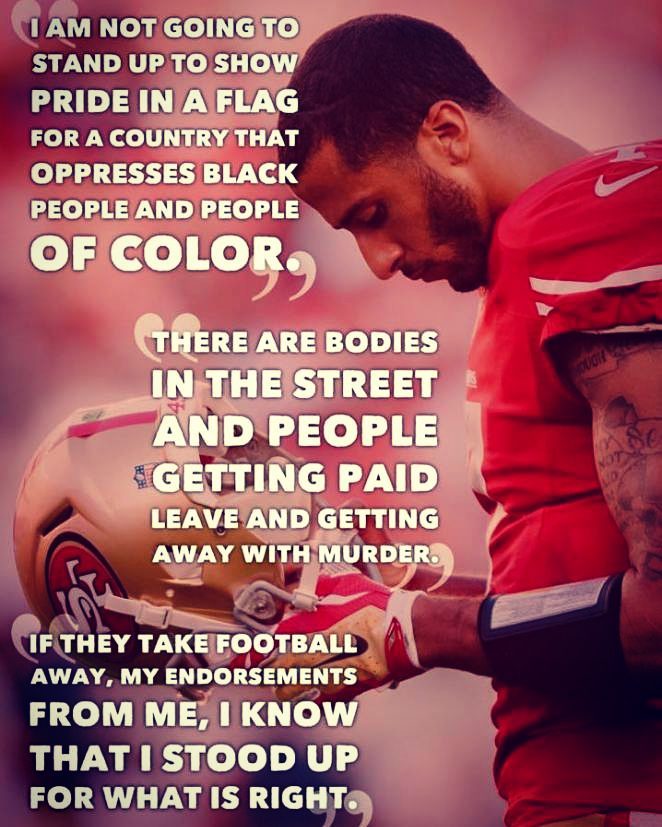 “I AM NOT GOING TO
STAND UP TO SHOW
PRIDE IN A FLAG
FOR A COUNTRY THAT
OPPRESSES BLACK
PEOPLE AND PEOPLE
OF COLOR.”
“THERE ARE BODIES
IN THE STREET
AND PEOPLE
GETTING PAID
LEAVE AND GETTING
AWAY WITH MURDER.”
“IF THEY TAKE FOOTBALL
AWAY, MY ENDORSEMENTS
FROM ME, I KNOW
THAT I STOOD UP
FOR WHAT IS RIGHT.”